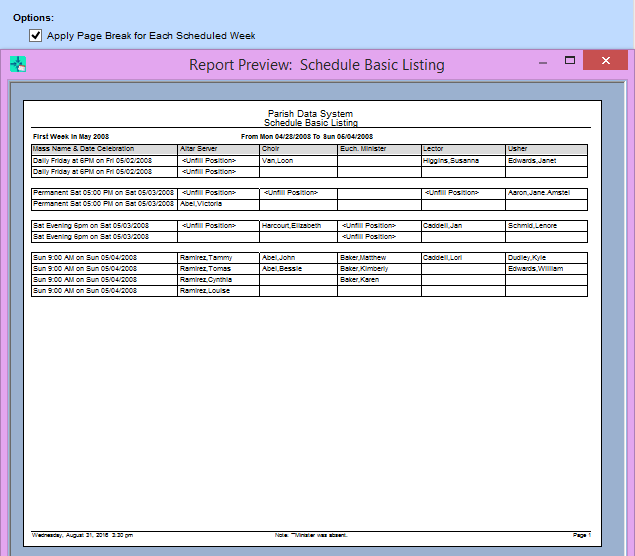 Options:
Apply Page Break for Each Scheduled Week
Report Preview: Schedule Basic Listing
Parish Data System
Schedule Basic Listing
First Week in May 2008 From Mon 04/28/2008 To Sun 05/04/2008
Mass Name & Date Celebration Altar Server Choir Euch. Minister Lector Usher
Daily Friday at 6PM on Fri 05/02/2008 <Unfill Position> Van,Loon Higgins,Susanna Edwards,Janet
Daily Friday at 6PM on Fri 05/02/2008 <Unfill Position>
Permanent Sat 05:00 PM on Sat 05/03/2008 <Unfill Position> <Unfill Position> <Unfill Position> Aaron,Jane,Amstel
Permanent Sat 05:00 PM on Sat 05/03/2008 Abel,Victoria
Sat Evening 6pm on Sat 05/03/2008 <Unfill Position> Harcourt,Elizabeth <Unfill Position> Caddell,Jan Schmid,Lenore
Sat Evening 6pm on Sat 05/03/2008 <Unfill Position>
Sun 9:00 AM on Sun 05/04/2008 Ramirez,Tammy Abel,John Baker,Matthew Caddell,Lori Dudley,Kyle
Sun 9:00 AM on Sun 05/04/2008 Ramirez,Tomas Abel,Bessie Baker,Kimberly Edwards,William
Sun 9:00 AM on Sun 05/04/2008 Ramirez,Cynthia Baker,Karen
Sun 9:00 AM on Sun 05/04/2008 Ramirez,Louise
Wednesday, August 31, 2016 3:30 pm Note: "*Minister was absent. Page 1